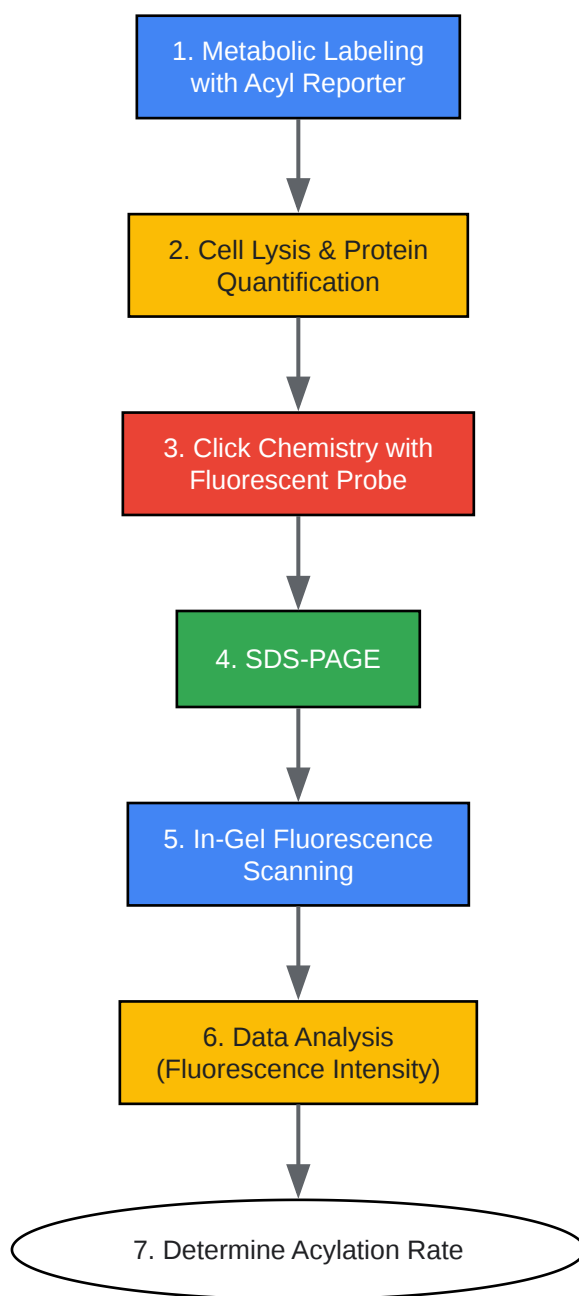 1. Metabolic Labeling
with Acyl Reporter
2. Cell Lysis & Protein
Quantification
3. Click Chemistry with
Fluorescent Probe
4. SDS-PAGE
5. In-Gel Fluorescence
Scanning
6. Data Analysis
(Fluorescence Intensity)
7. Determine Acylation Rate